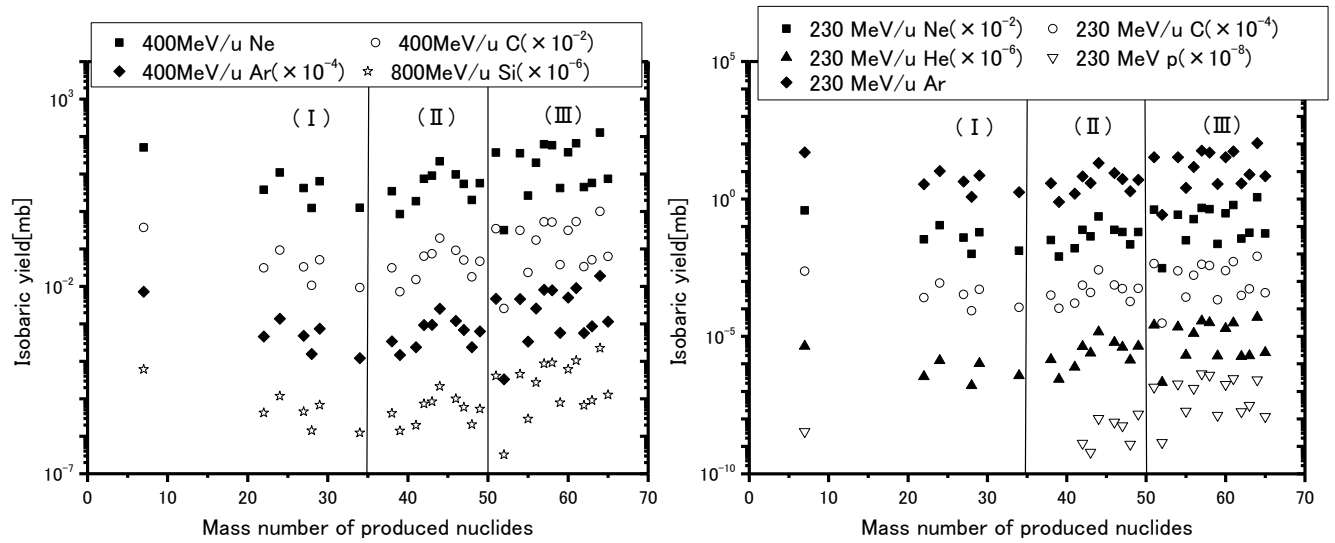 400MeV/u Ne 400MeV/u C(×10-2)
400MeV/u Ar(×10-4) 800MeV/u Si(×10-6)
103
10-2
10-7
Isobaric yield[mb]
(Ⅰ) (Ⅱ) (Ⅲ)
0 10 20 30 40 50 60 70
Mass number of produced nuclides
230 MeV/u Ne(×10-2) 230 MeV/u C(×10-4)
230 MeV/u He(×10-6) 230 MeV p(×10-8)
230 MeV/u Ar
105
100
10-5
10-10
Isobaric yield[mb]
(Ⅰ) (Ⅱ) (Ⅲ)
0 10 20 30 40 50 60 70
Mass number of produced nuclides